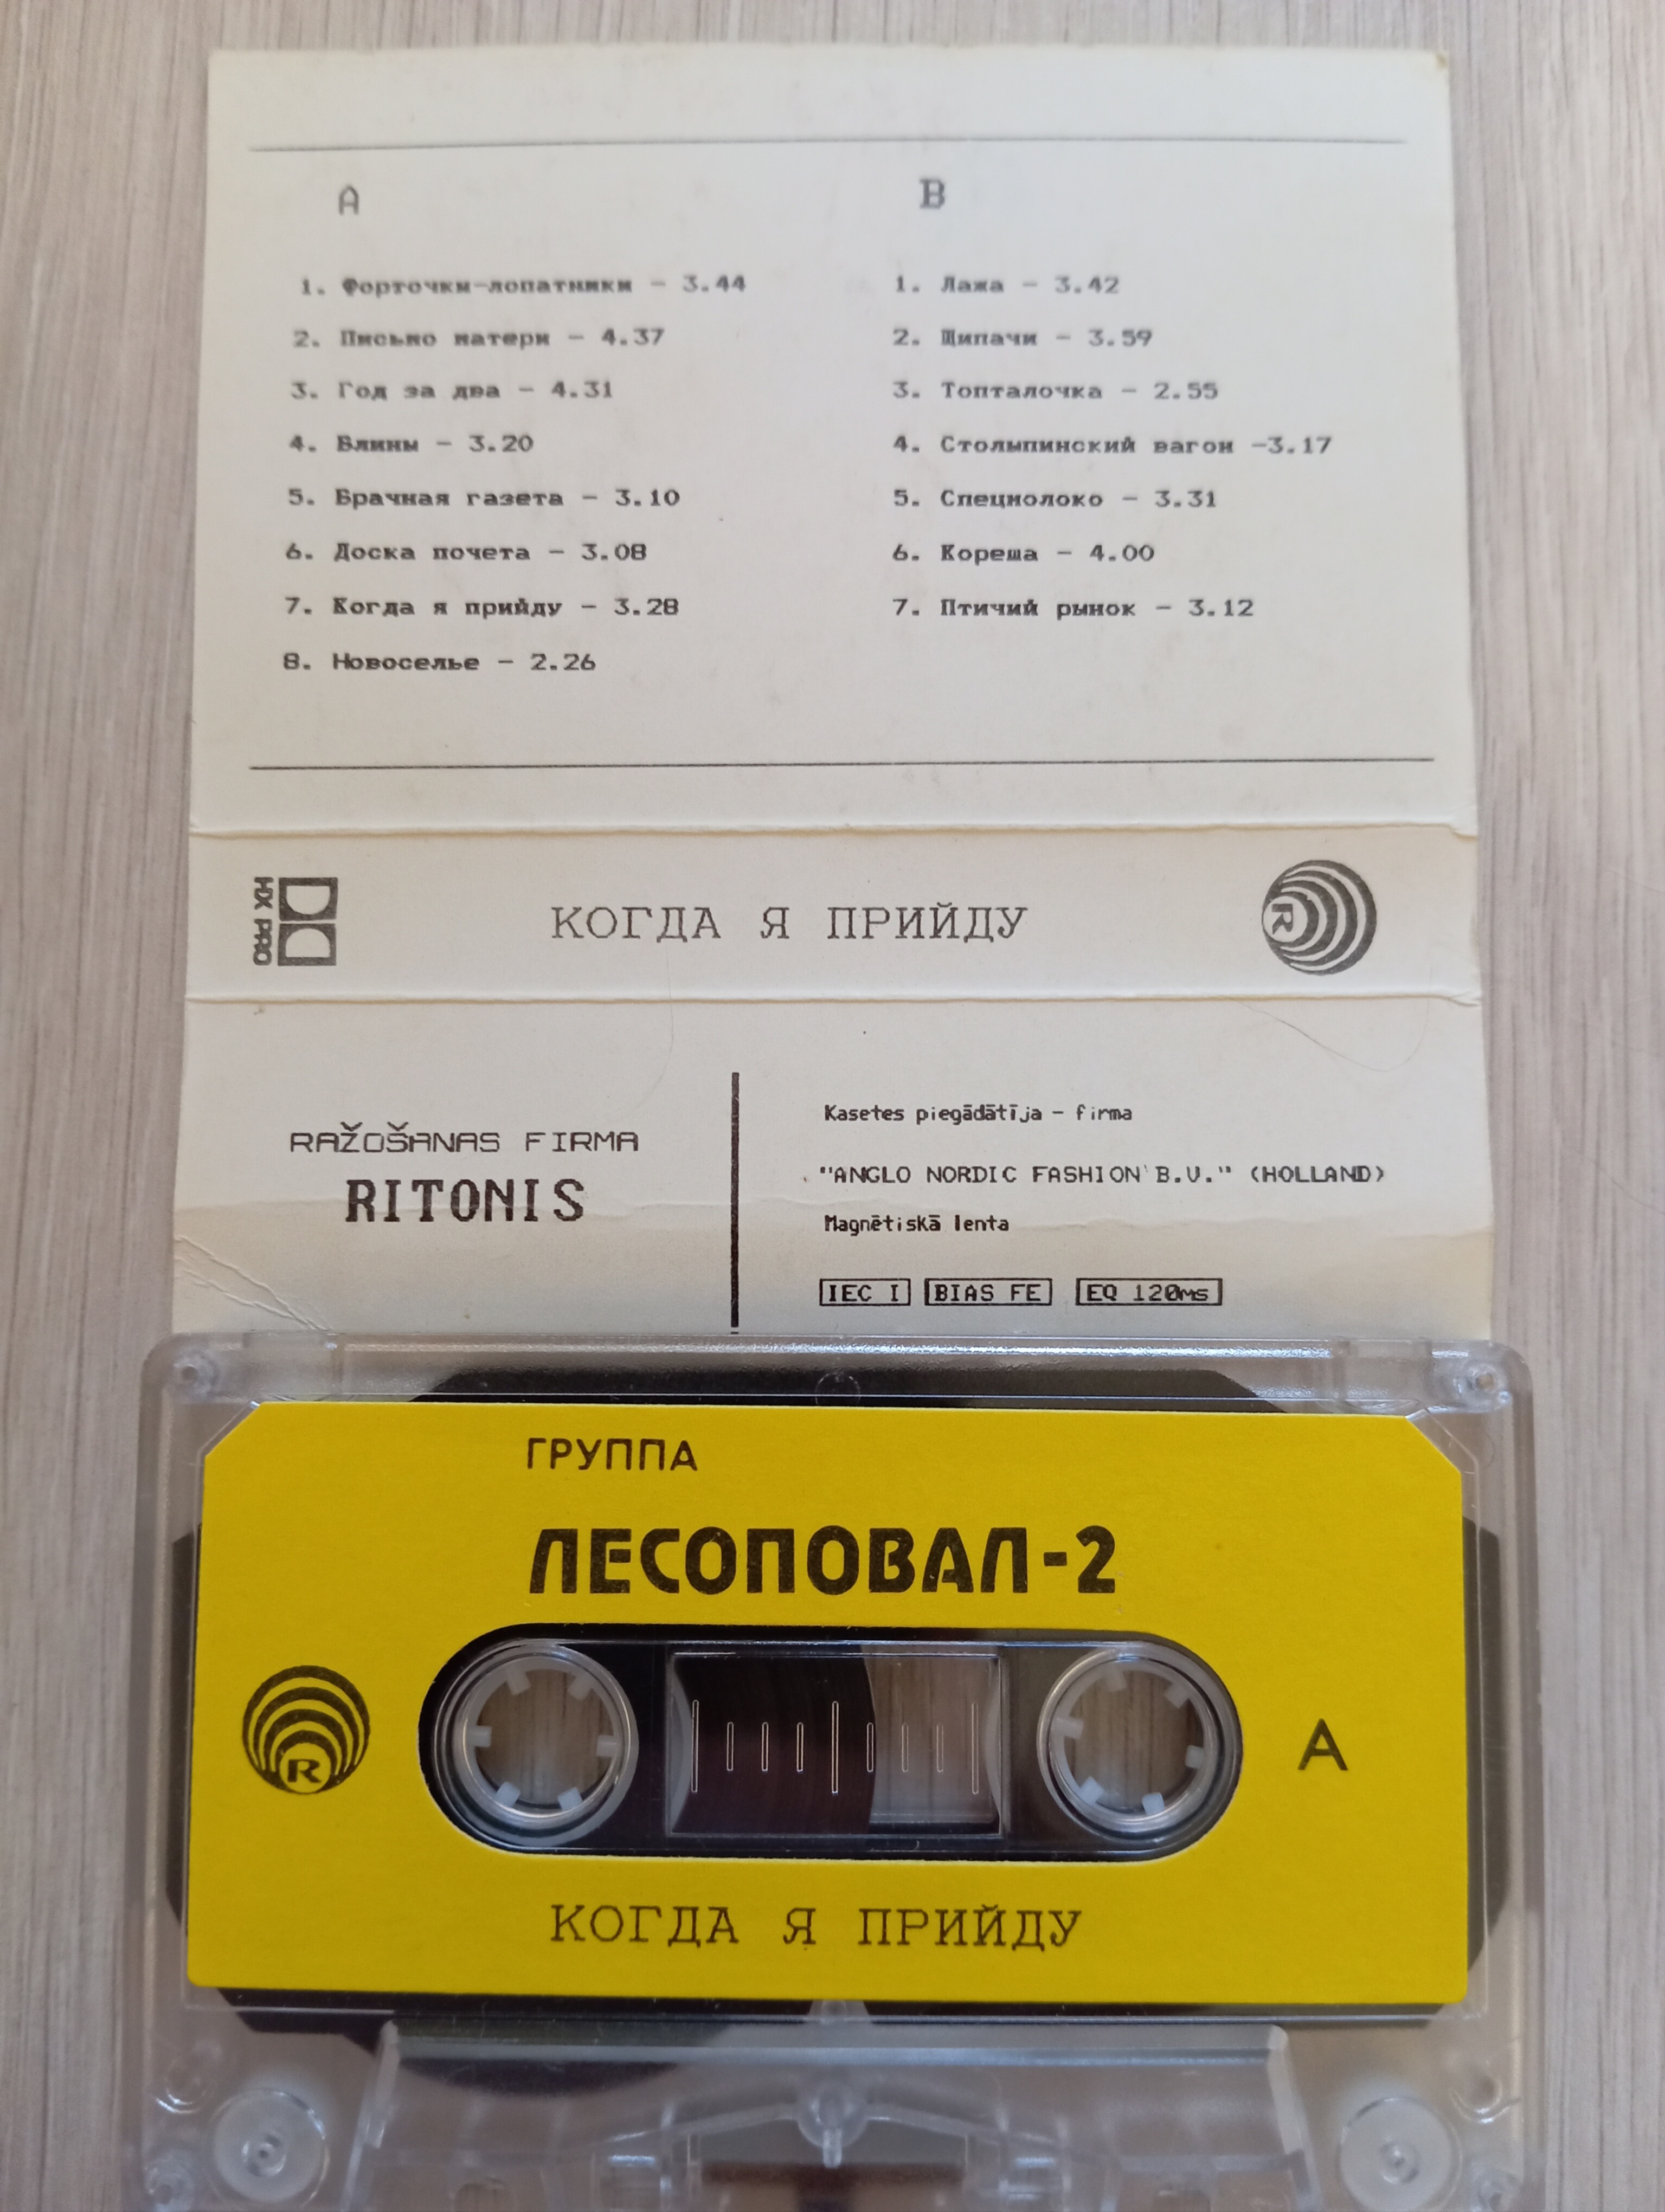 A
1. Форточки-лопатники - 3.44
2. Письмо матери - 4.37
3. Год за два - 4.31
4. Блины - 3.20
5. Брачная газета - 3.10
6. Доска почета - 3.08
7. Когда я прийду - 3.28
8. Новоселье - 2.26
B
1. Лажа - 3.42
2. Щипачи - 3.59
3. Топталочка - 2.55
4. Столыпинский вагон -3.17
5. Спецмолоко - 3.31
6. Кореша - 4.00
7. Птичий рынок - 3.12
HX PRO
КОГДА Я ПРИЙДУ
R
RAŽOŠANAS FIRMA
RITONIS
Kasetes piegādātīja - firma
"ANGLO NORDIC FASHION B.V." (HOLLAND)
Magnētiskā lenta
IEC I BIAS FE EQ 120ms
ГРУППА
ЛЕСОПОВАЛ-2
R
A
КОГДА Я ПРИЙДУ